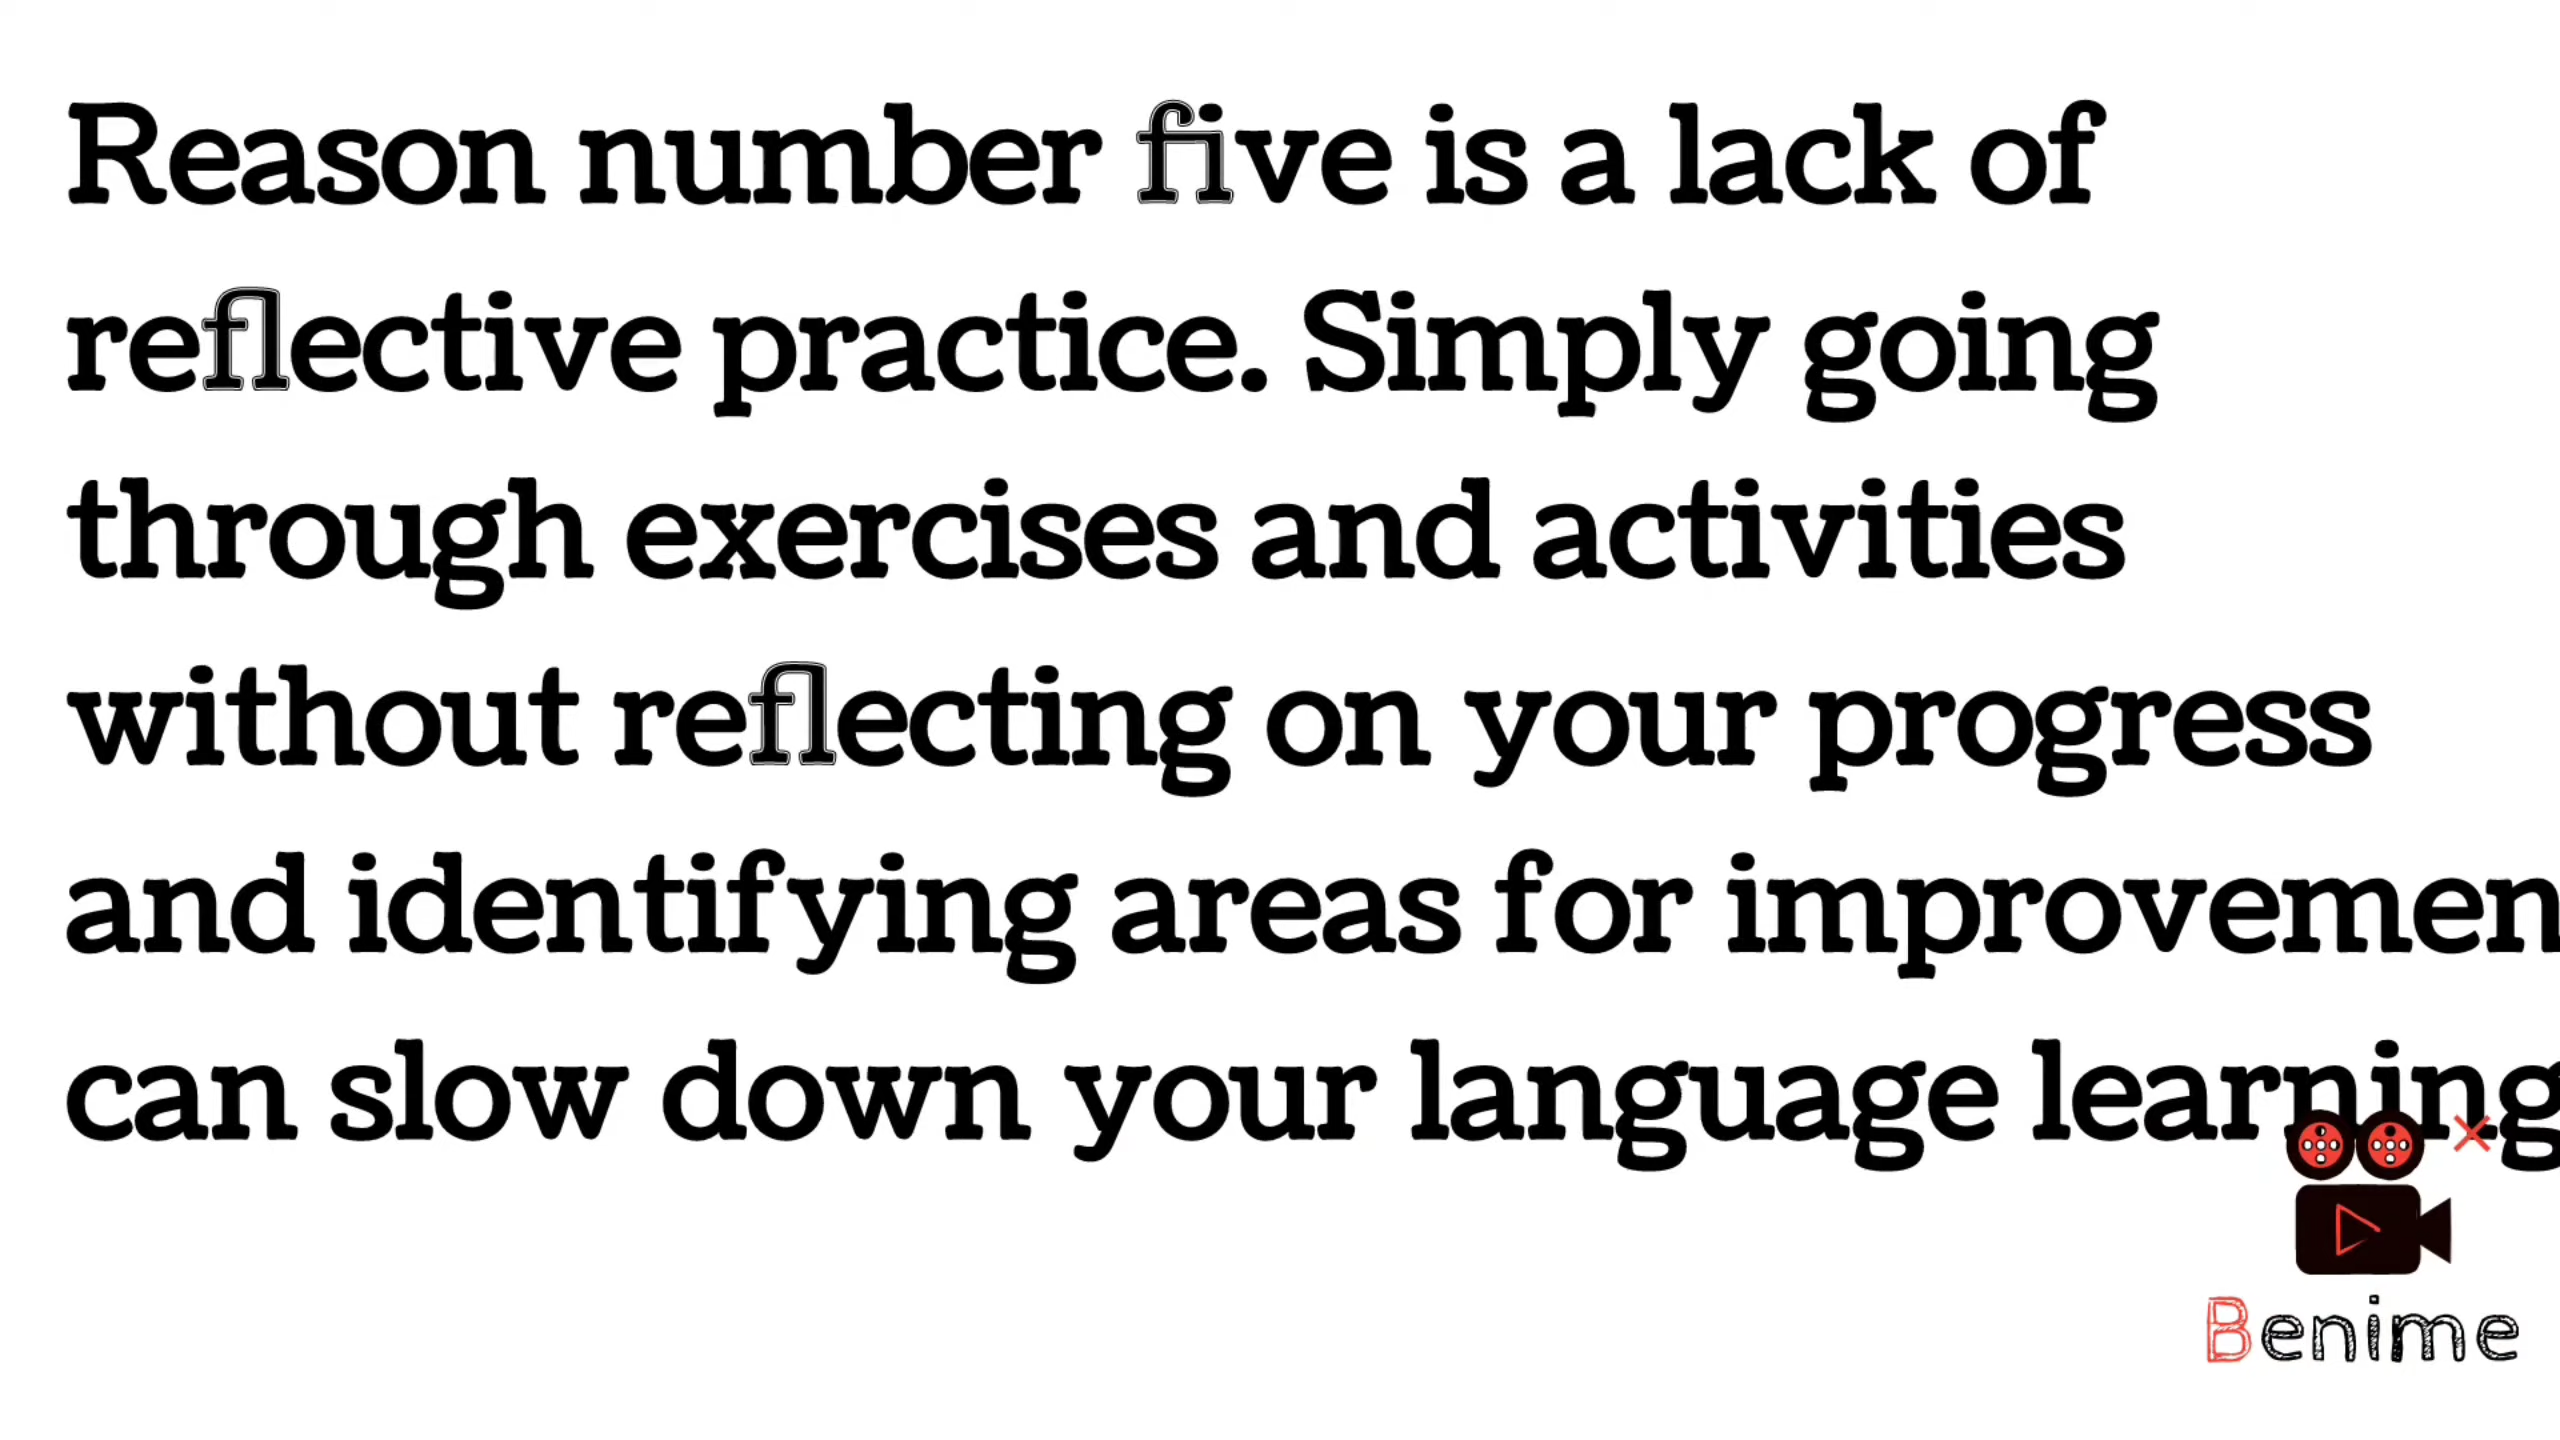 Reason number five is a lack of
reflective practice. Simply going
through exercises and activities
without reflecting on your progress
and identifying areas for improvemen
can slow down your language learning
Benime